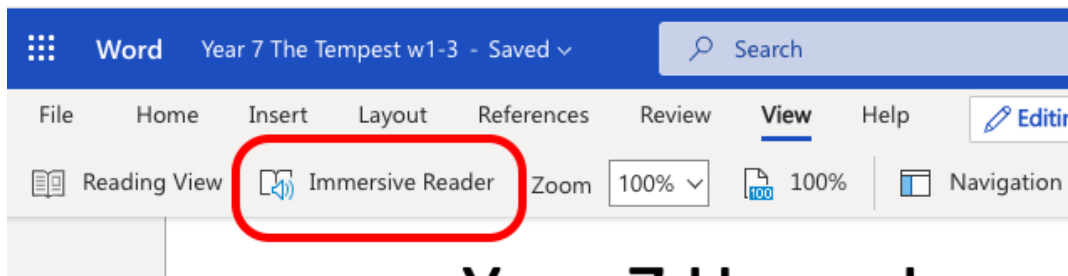 Word Year 7 The Tempest w1-3 - Saved Search
File Home Insert Layout References Review View Help
Reading View Immersive Reader Zoom 100% 100 100% Navigation